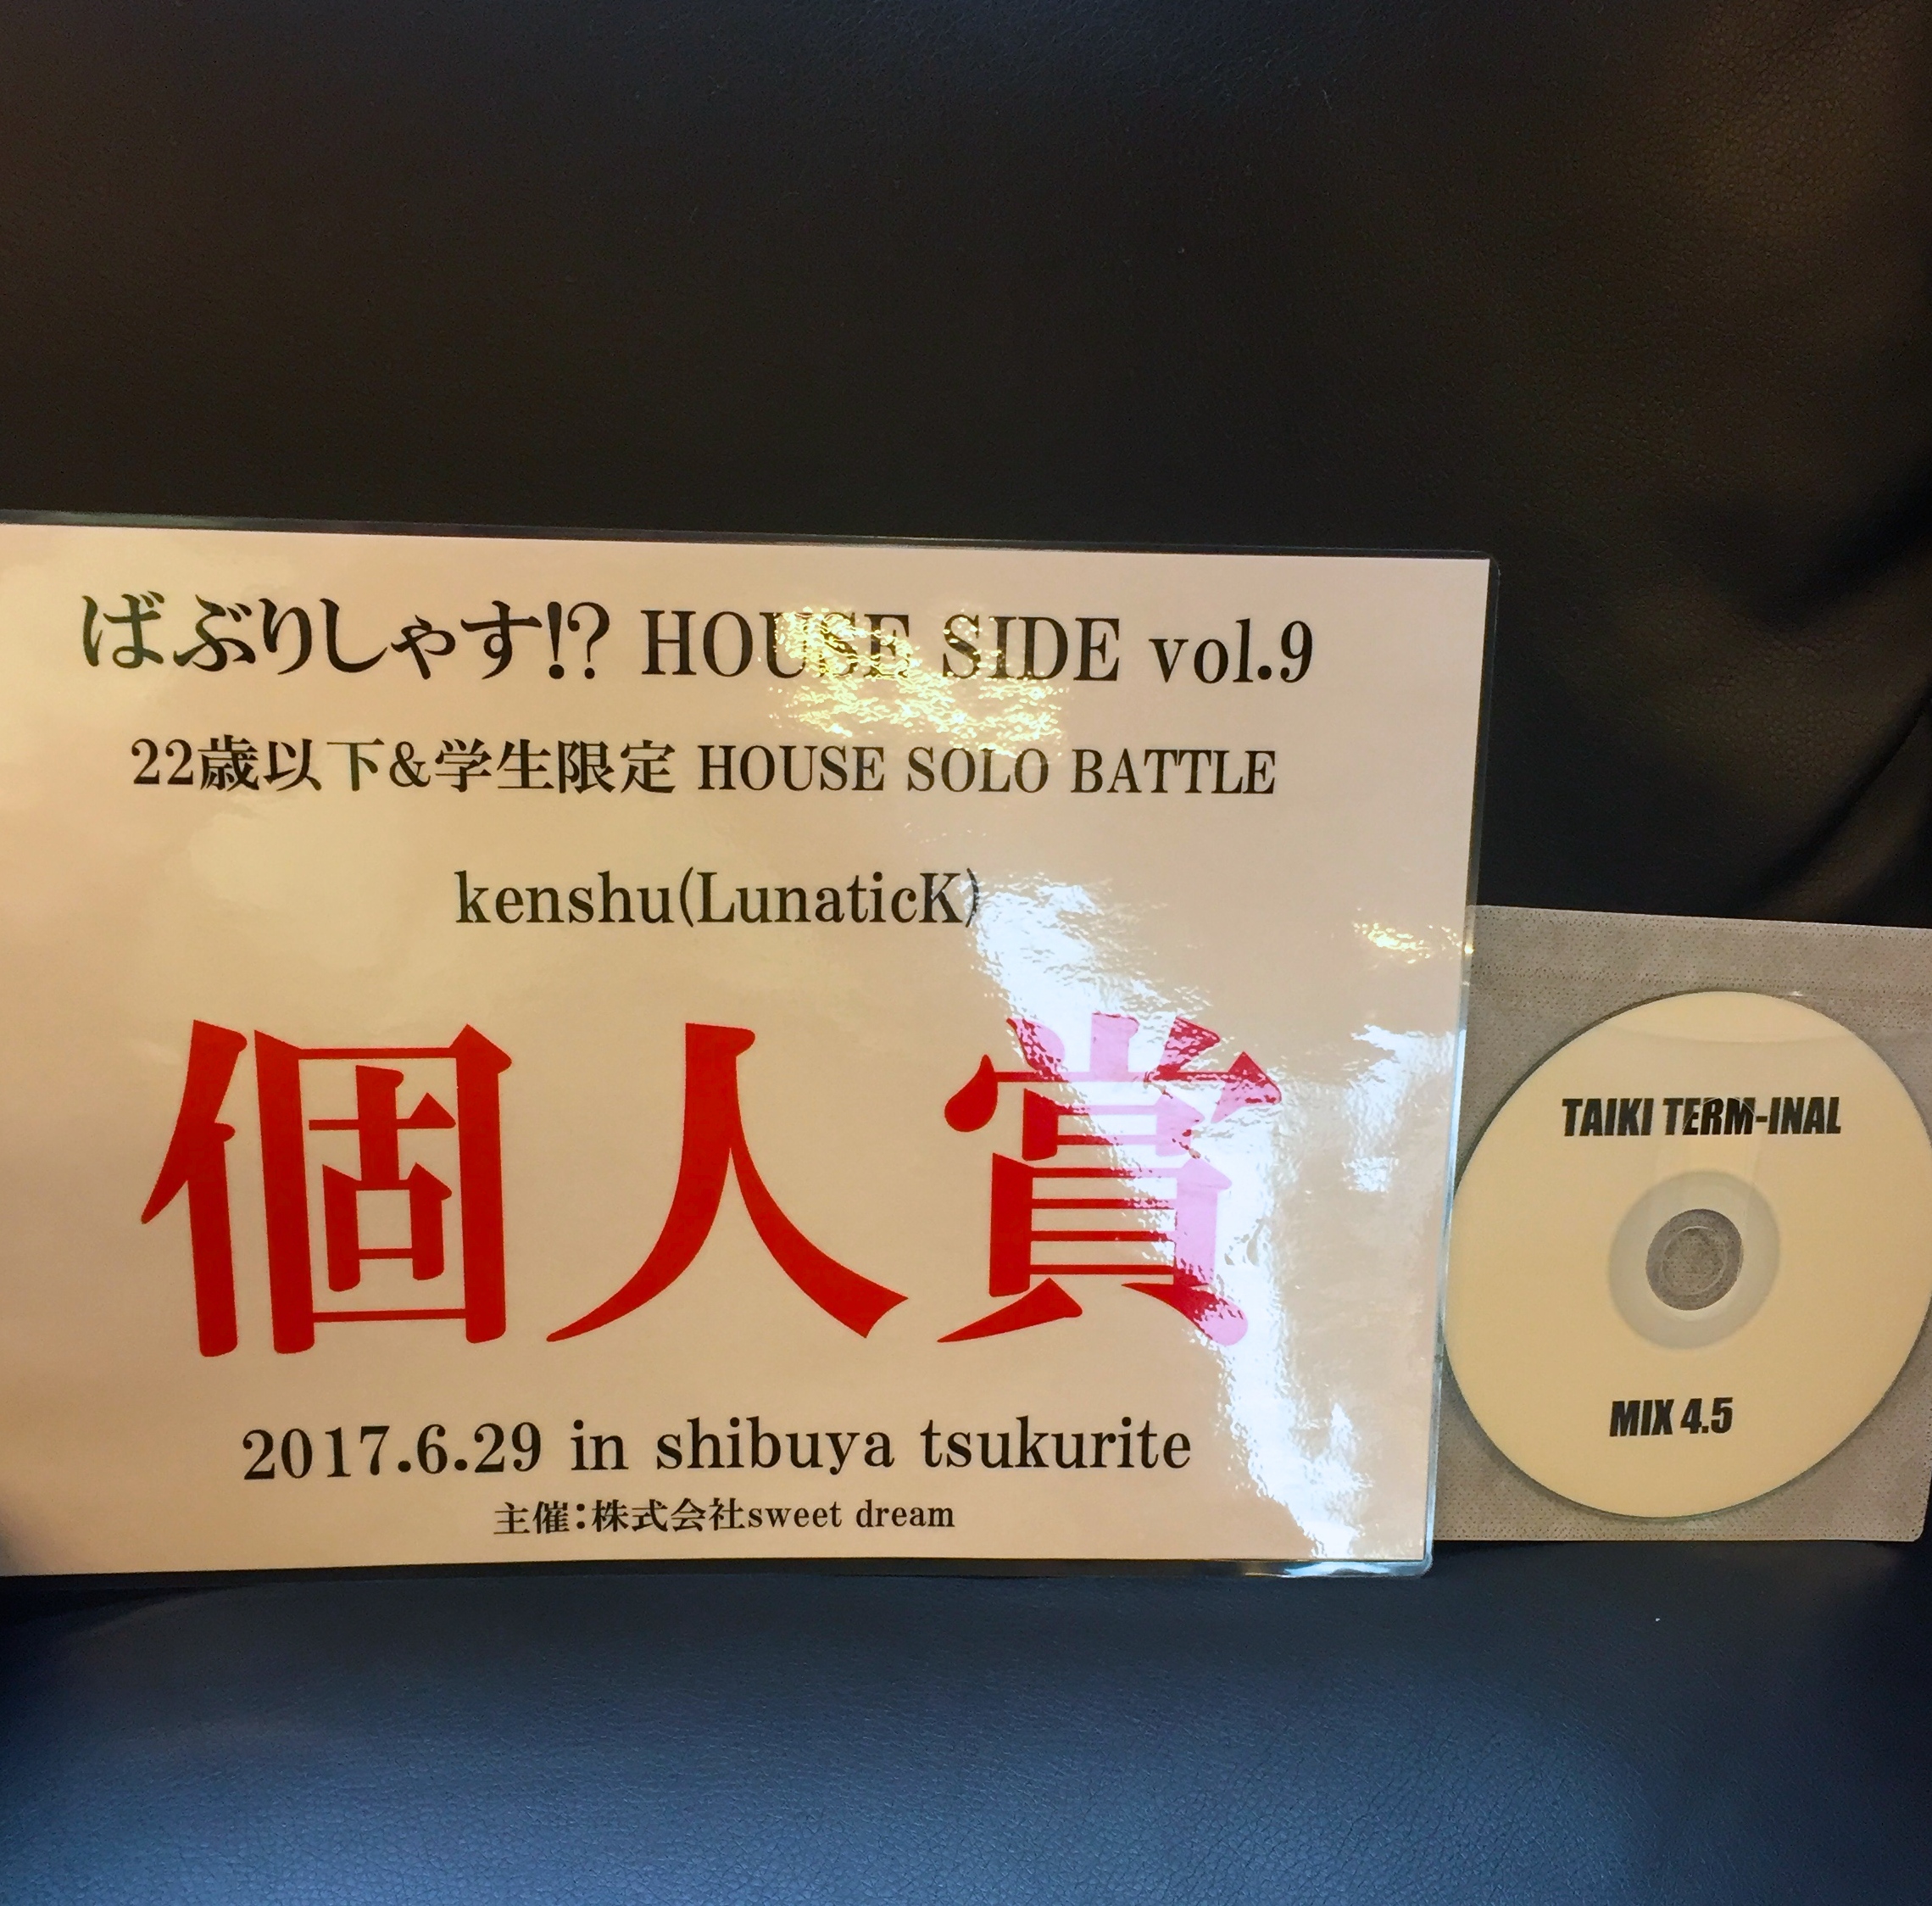 ばぶりしゃす!? HOUSE SIDE vol.9
22歳以下&学生限定 HOUSE SOLO BATTLE
kenshu(LunaticK)
個人賞
2017.6.29 in shibuya tsukurite
主催：株式会社sweet dream
TAIKI TERM-INAL
MIX 4.5